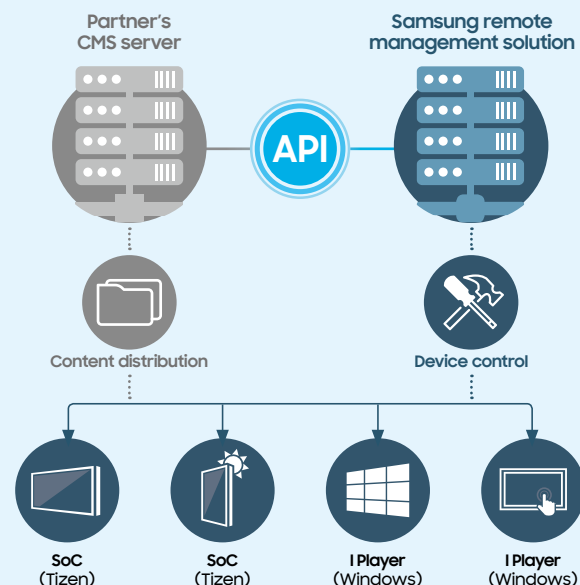 Partner's
CMS server
Samsung remote
management solution
API
Content distribution
Device control
SoC
(Tizen)
SoC
(Tizen)
I Player
(Windows)
I Player
(Windows)